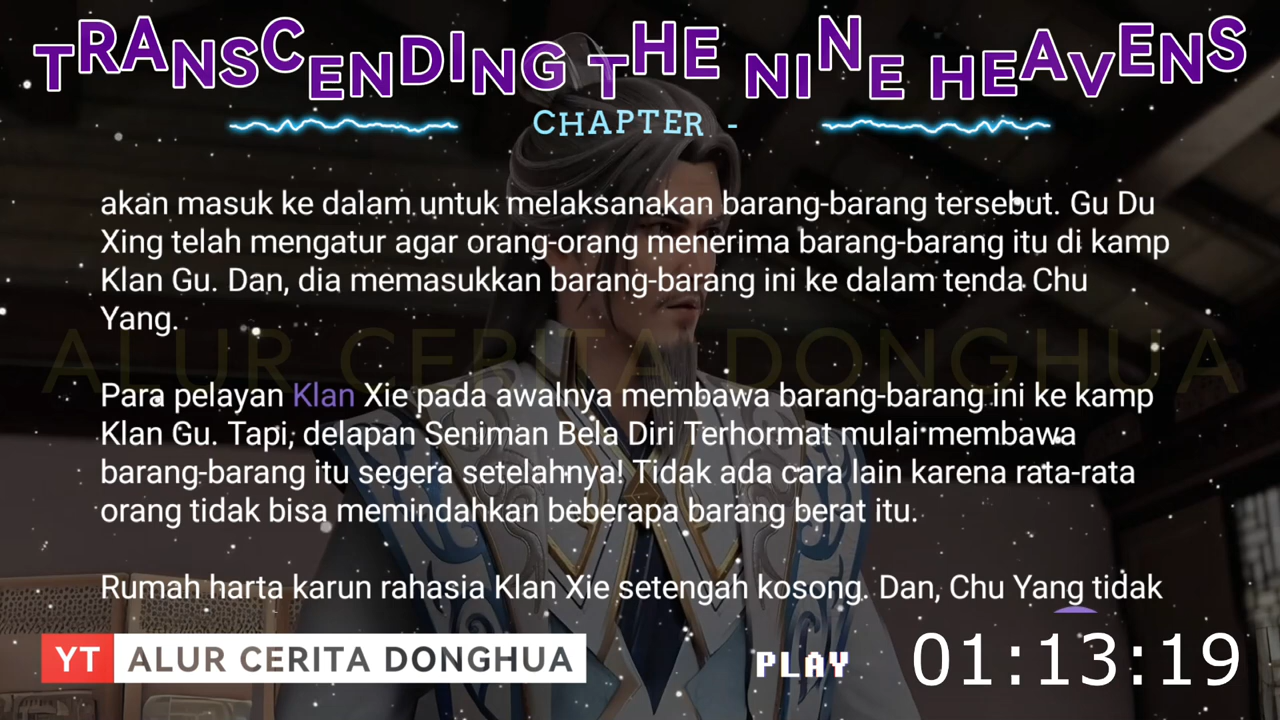 TRANSCENDING THE NINE HEAVENS
CHAPTER -
akan masuk ke dalam untuk melaksanakan barang-barang tersebut. Gu Du
Xing telah mengatur agar orang-orang menerima barang-barang itu di kamp
Klan Gu. Dan, dia memasukkan barang-barang ini ke dalam tenda Chu
Yang.
ALUR CERITA DONGHUA
Para pelayan Klan Xie pada awalnya membawa barang-barang ini ke kamp
Klan Gu. Tapi, delapan Seniman Bela Diri Terhormat mulai membawa
barang-barang itu segera setelahnya! Tidak ada cara lain karena rata-rata
orang tidak bisa memindahkan beberapa barang berat itu.
Rumah harta karun rahasia Klan Xie setengah kosong. Dan, Chu Yang tidak
YT ALUR CERITA DONGHUA
PLAY 01:13:19